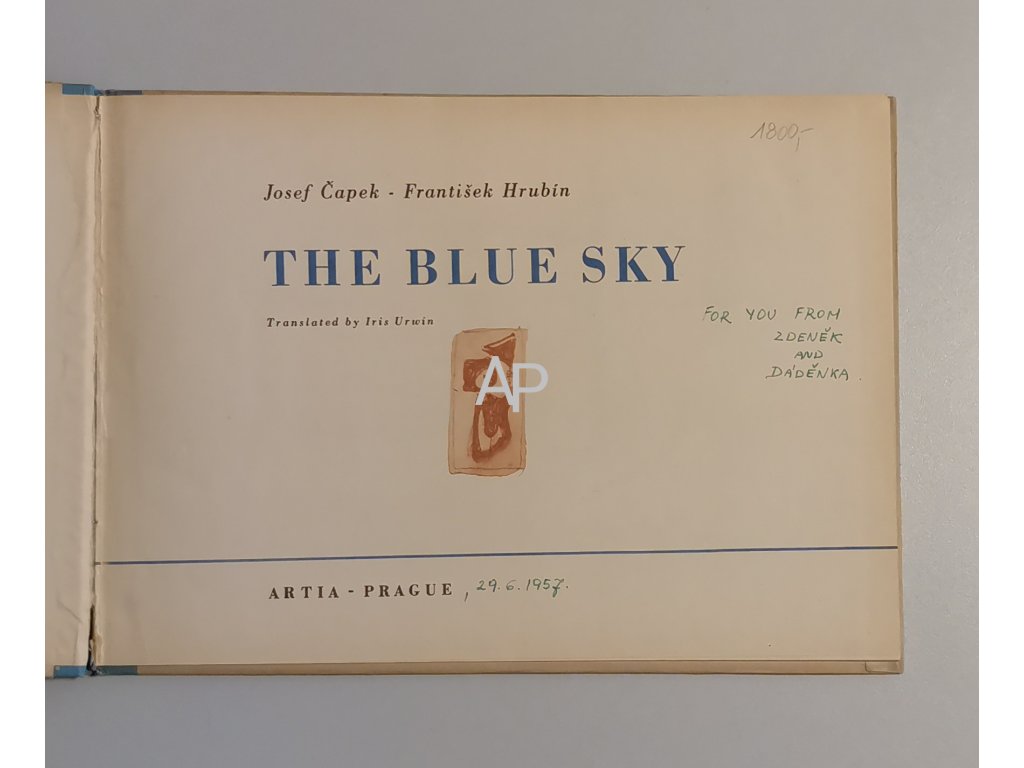 1800,-
Josef Čapek - František Hrubín
THE BLUE SKY
Translated by Iris Urwin
FOR YOU FROM
ZDENĚK
AND
DÁDĚNKA.
AP
ARTIA - PRAGUE, 29.6.1957.